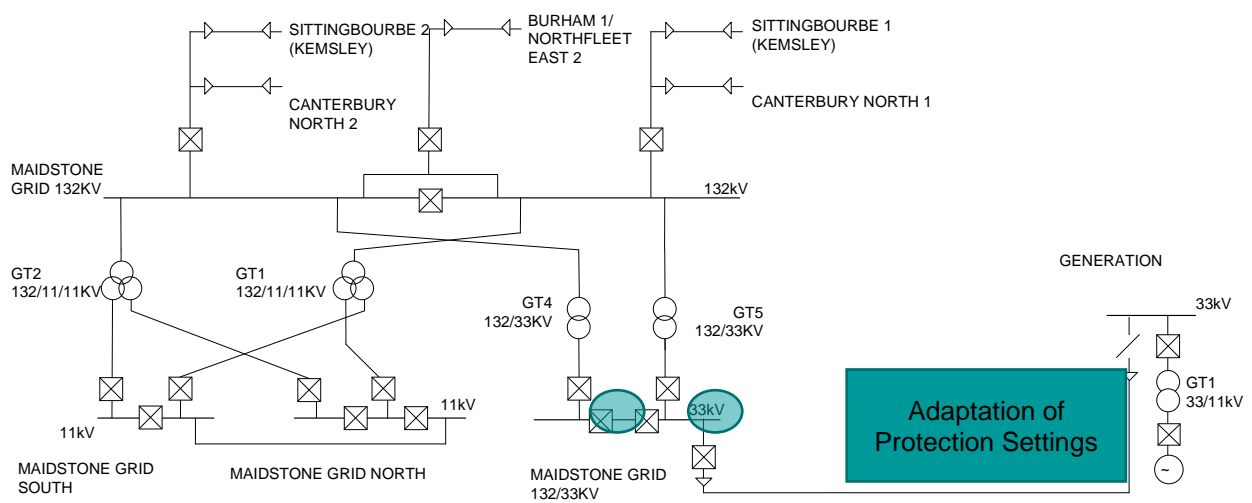 SITTINGBOURBE 2
(KEMSLEY)
BURHAM 1/
NORTHFLEET
EAST 2
SITTINGBOURBE 1
(KEMSLEY)
CANTERBURY
NORTH 2
CANTERBURY NORTH 1
MAIDSTONE
GRID 132KV
132kV
GT2
132/11/11KV
GT1
132/11/11KV
GT4
132/33KV
GT5
132/33KV
GENERATION
33kV
GT1
33/11kV
Adaptation of
Protection Settings
11kV
11kV
33kV
MAIDSTONE GRID
SOUTH
MAIDSTONE GRID NORTH
MAIDSTONE GRID
132/33KV
~